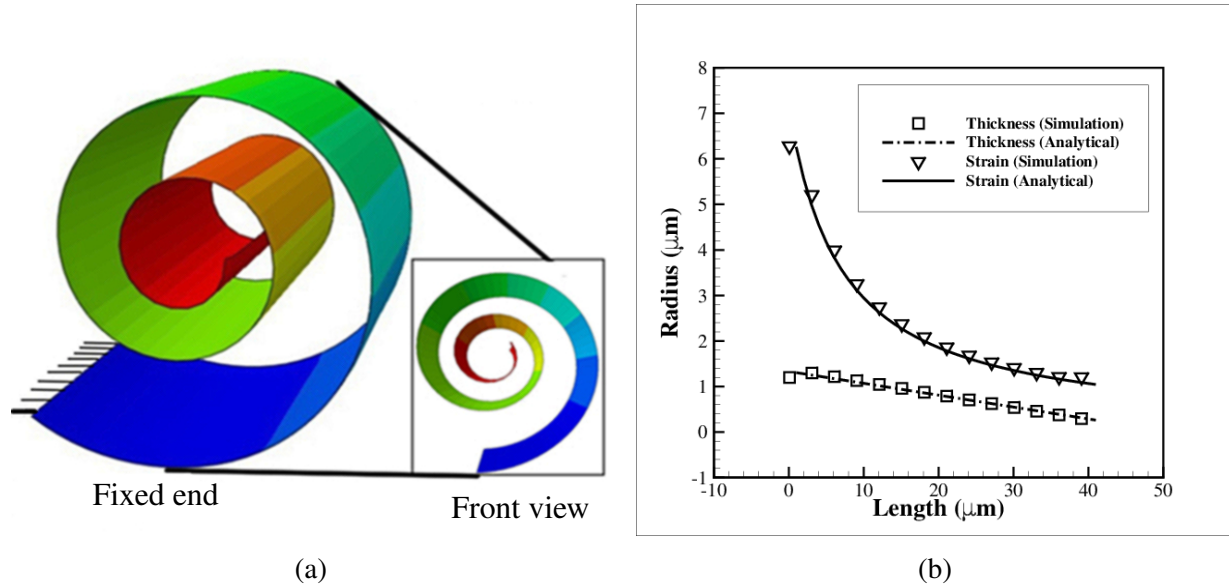 Fixed end
Front view
(a)
8
7
6
5
4
3
2
1
0
-1
-10
0
10
20
30
40
50
Radius (μm)
Length (μm)
Thickness (Simulation)
Thickness (Analytical)
Strain (Simulation)
Strain (Analytical)
(b)